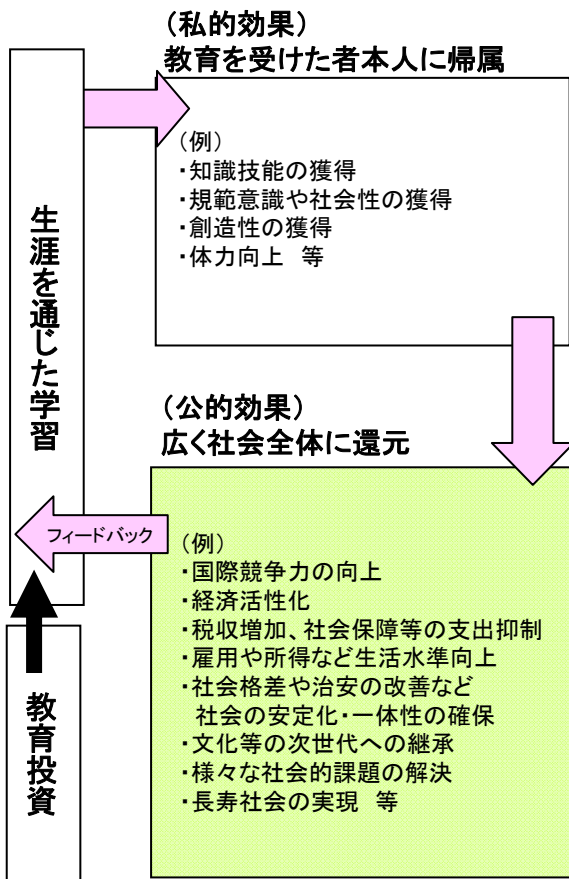 （私的効果）
教育を受けた者本人に帰属
（例）
・知識技能の獲得
・規範意識や社会性の獲得
・創造性の獲得
・体力向上　等
生涯を通じた学習
（公的効果）
広く社会全体に還元
フィードバック
（例）
・国際競争力の向上
・経済活性化
・税収増加、社会保障等の支出抑制
・雇用や所得など生活水準向上
・社会格差や治安の改善など
社会の安定化・一体性の確保
・文化等の次世代への継承
・様々な社会的課題の解決
・長寿社会の実現　等
教育投資